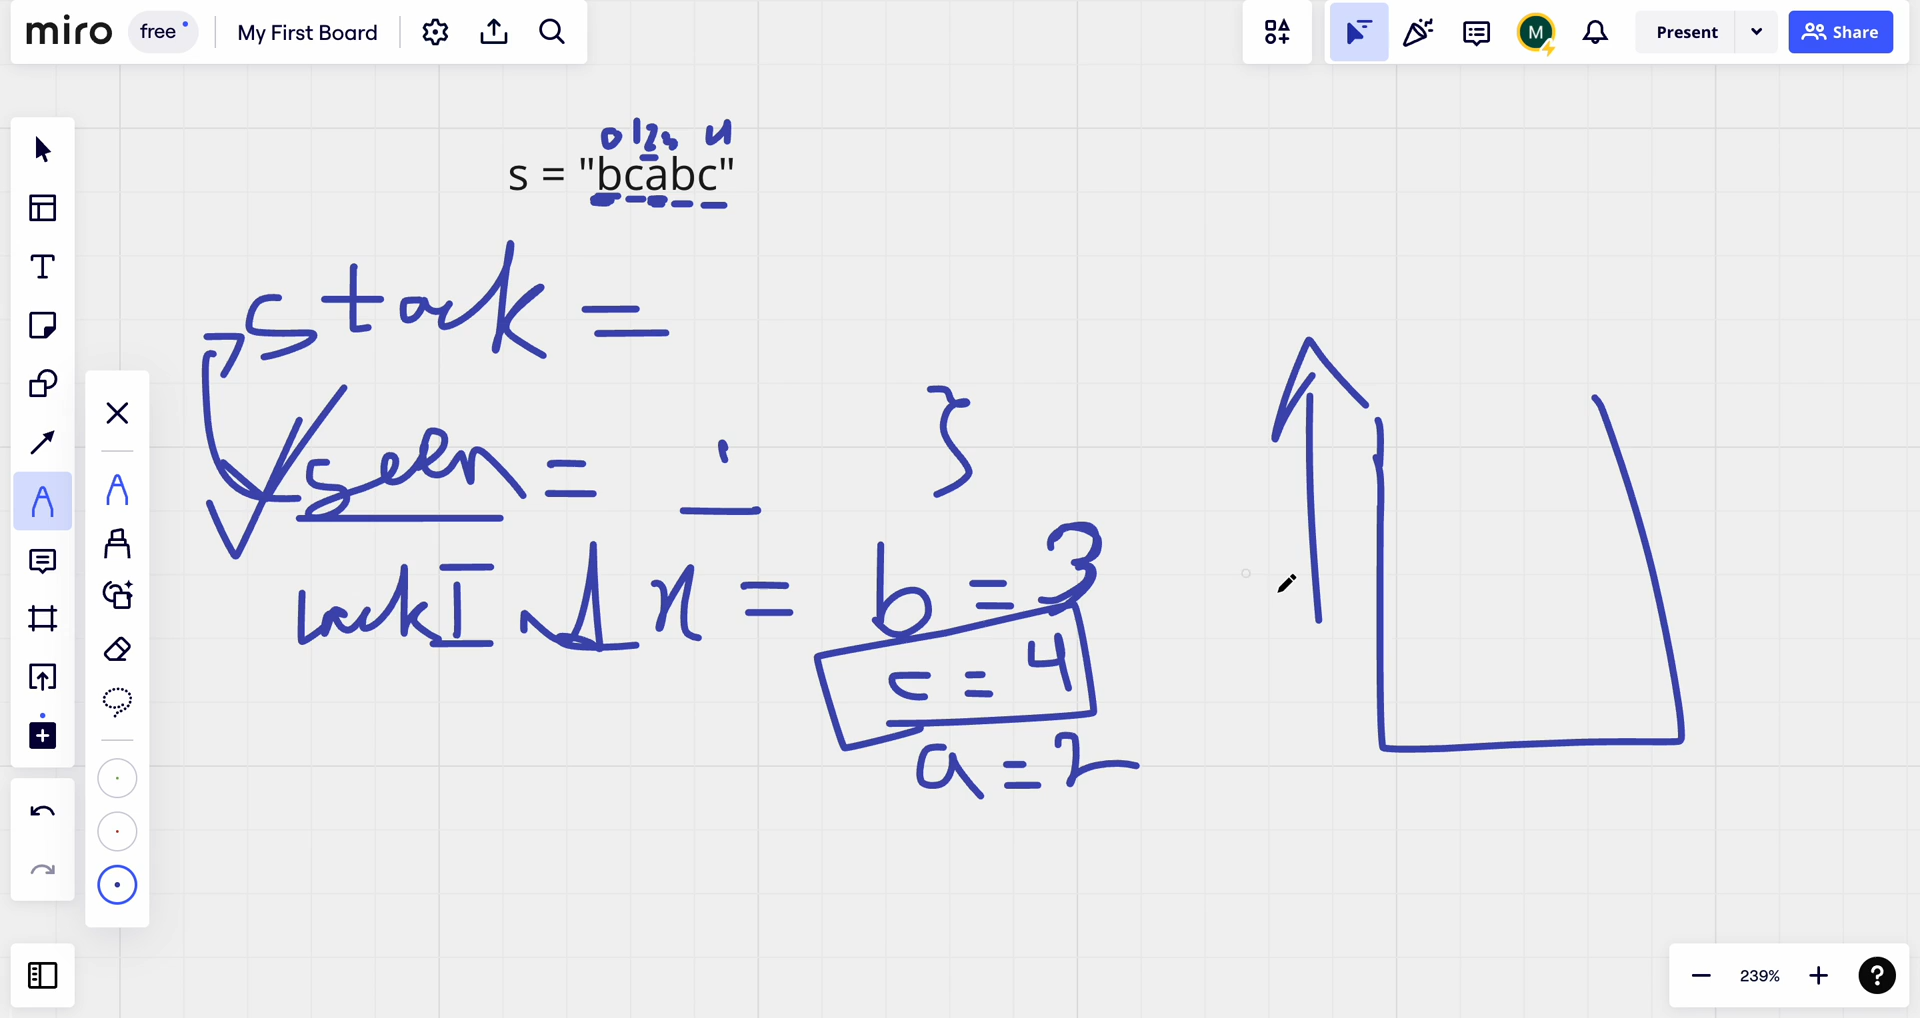 miro free My First Board Present Share
M
0 1 2 3 4
s = "bcabc"
stack =
seen = }
b = 3
c = 4
a = 2
239%